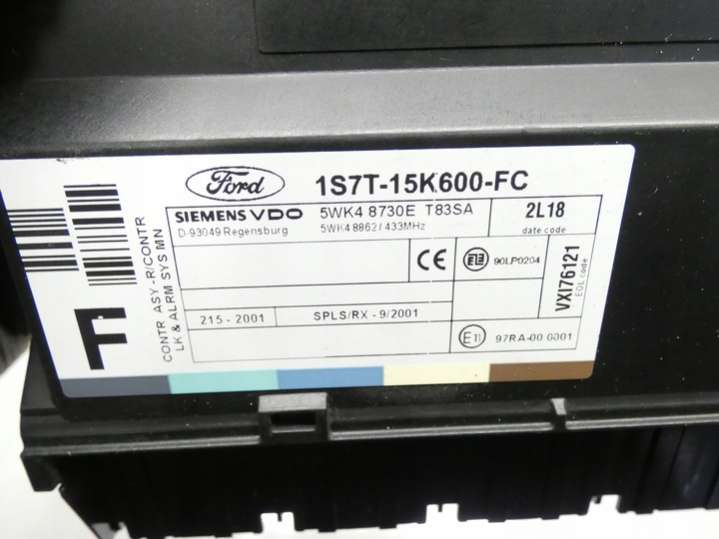 Ford 1S7T-15K600-FC
SIEMENS VDO 5WK4 8730E T83SA
D-93049 Regensburg 5WK4 8862 / 433MHz
2L18
date code
CE
90LP0204
VXI76121
EOL code
215 - 2001 SPLS/RX - 9/2001
E11 97RA-00 0001
CONTR ASY -R/CONTR
LK & ALRM SYS MN
F